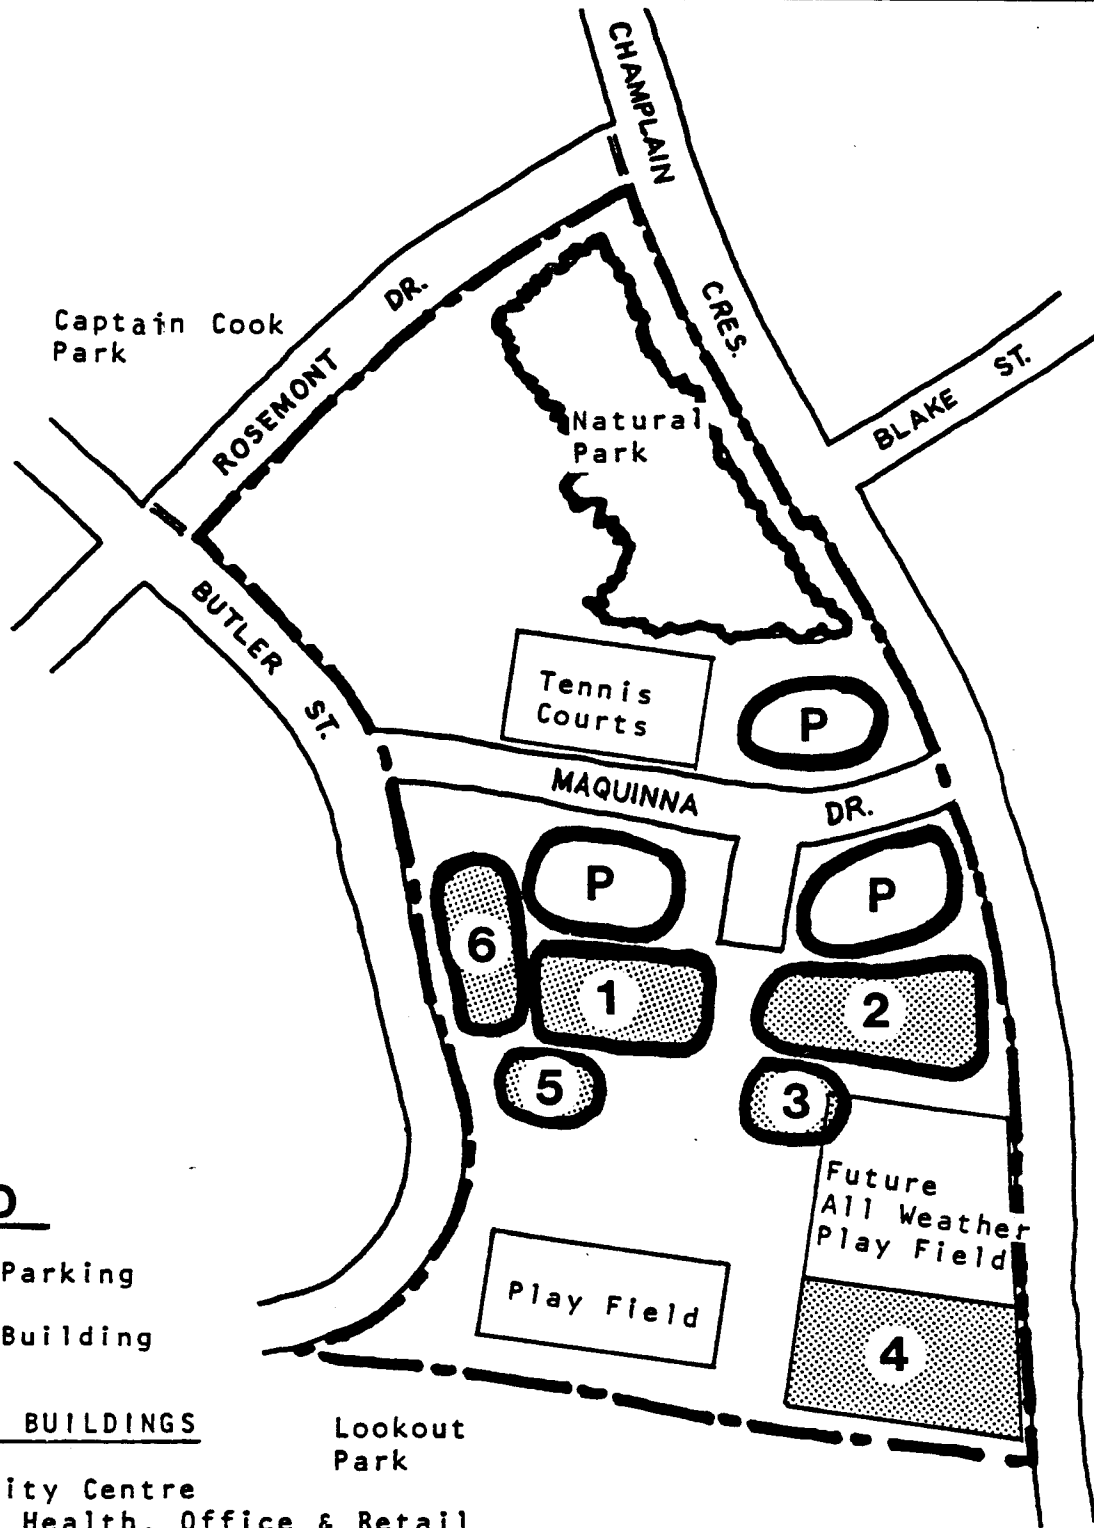 CHAMPLAIN
CRES.
DR.
Captain Cook
Park
ROSEMONT
BLAKE ST.
Natural
Park
BUTLER
ST.
Tennis
Courts
P
MAQUINNA
DR.
P
P
6
1
2
5
3
Future
All Weather
Play Field
Parking
Play Field
Building
4
BUILDINGS
Lookout
Park
ity Centre
Health, Office & Retail